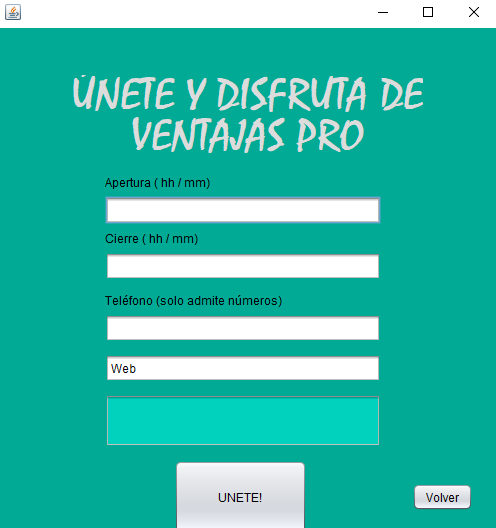 ÚNETE Y DISFRUTA DE
VENTAJAS PRO
Apertura ( hh / mm)
Cierre ( hh / mm)
Teléfono (solo admite números)
Web
UNETE!
Volver